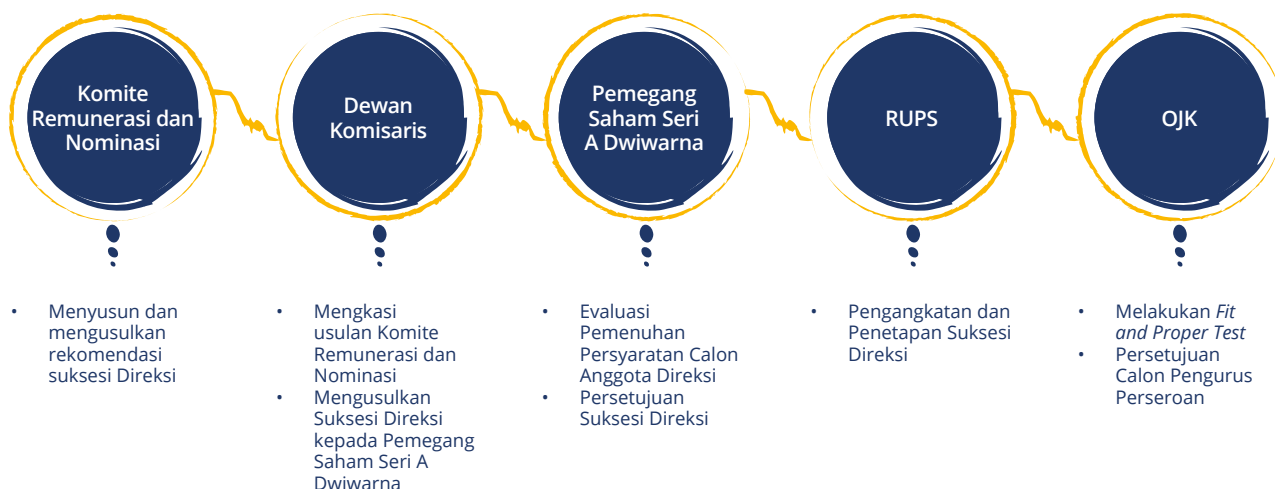 Komite
Remunerasi dan
Nominasi
• Menyusun dan
mengusulkan
rekomendasi
suksesi Direksi
Dewan
Komisaris
• Mengkasi
usulan Komite
Remunerasi dan
Nominasi
• Mengusulkan
Suksesi Direksi
kepada Pemegang
Saham Seri A
Dwiwarna
Pemegang
Saham Seri
A Dwiwarna
• Evaluasi
Pemenuhan
Persyaratan Calon
Anggota Direksi
• Persetujuan
Suksesi Direksi
RUPS
• Pengangkatan dan
Penetapan Suksesi
Direksi
OJK
• Melakukan Fit
and Proper Test
• Persetujuan
Calon Pengurus
Perseroan